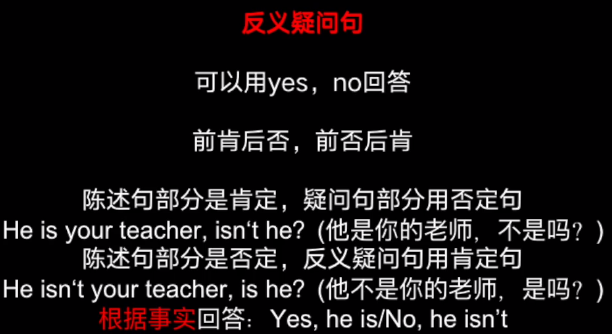 反义疑问句
可以用yes，no回答
前肯后否，前否后肯
陈述句部分是肯定，疑问句部分用否定句
He is your teacher, isn‘t he?（他是你的老师，不是吗？）
陈述句部分是否定，反义疑问句用肯定句
He isn‘t your teacher, is he?（他不是你的老师，是吗？）
根据事实回答：Yes, he is/No, he isn’t